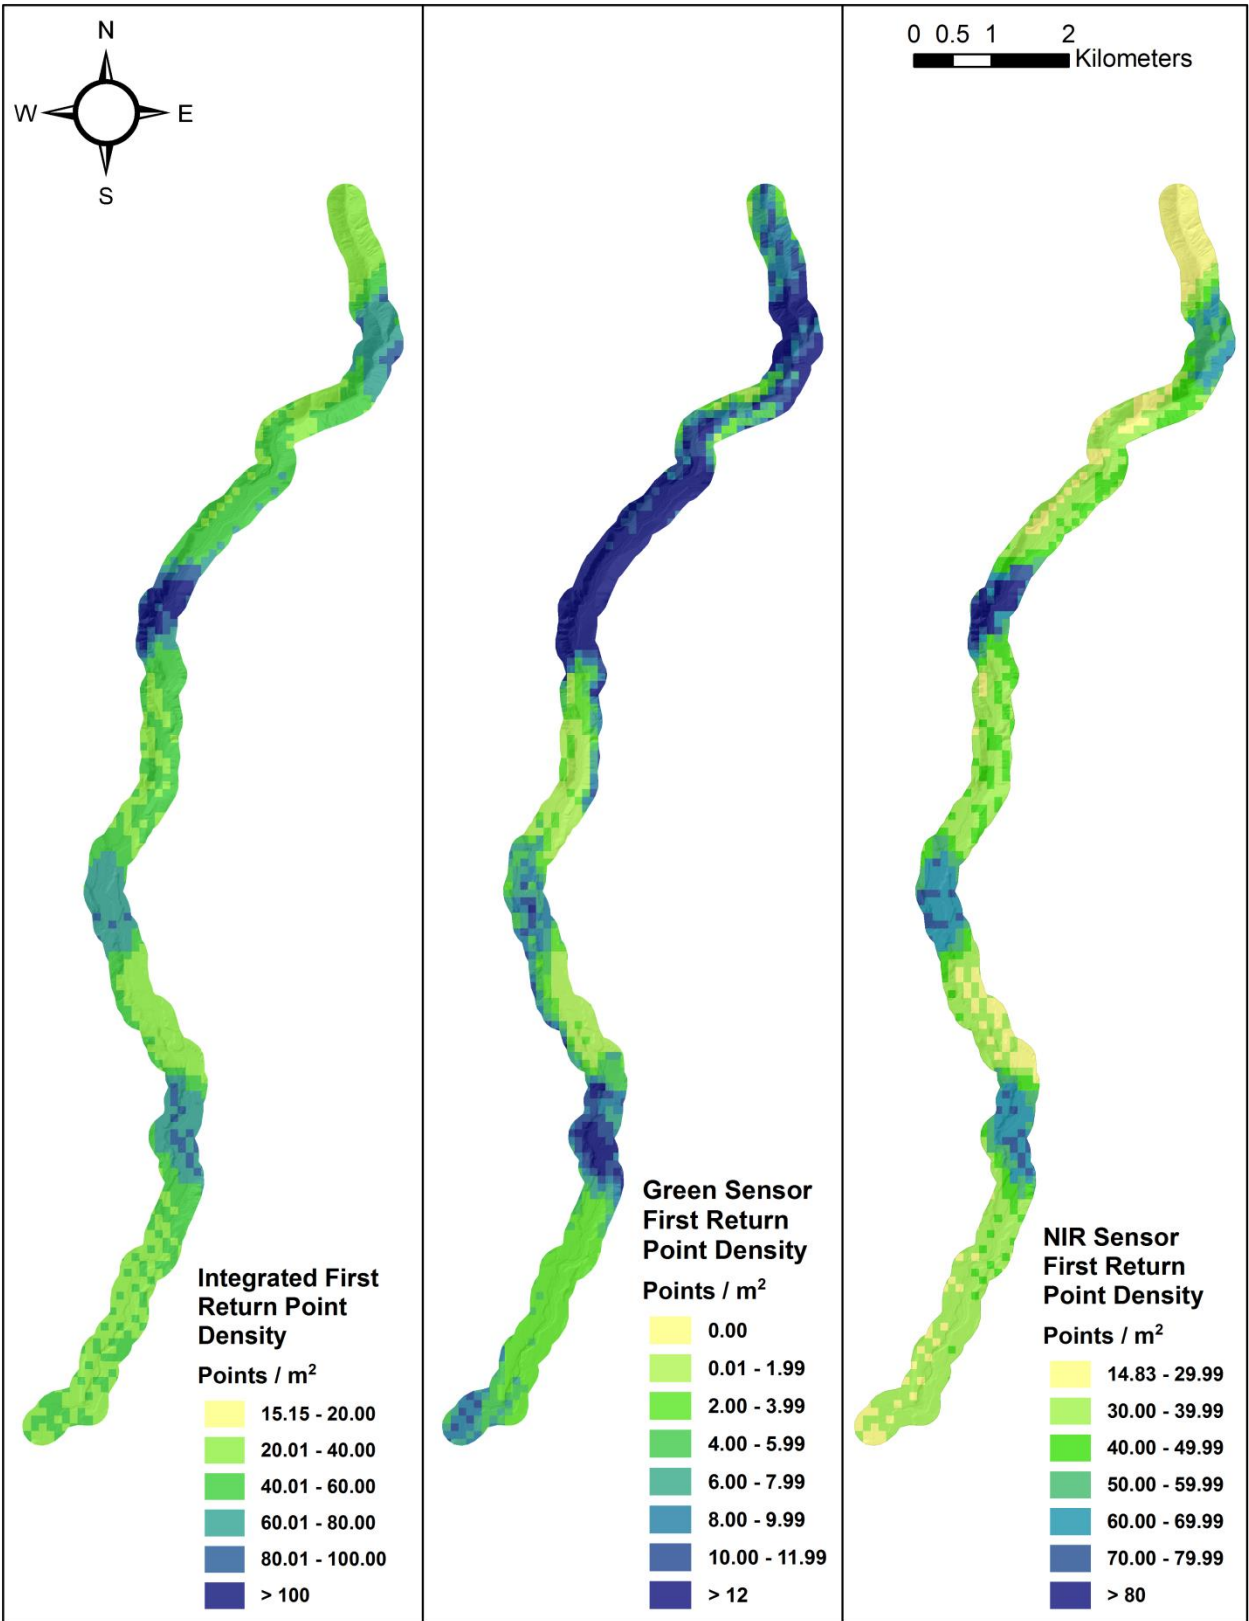 N
W
E
S
0 0.5 1 2
Kilometers
Integrated First
Return Point
Density
Points / m²
15.15 - 20.00
20.01 - 40.00
40.01 - 60.00
60.01 - 80.00
80.01 - 100.00
> 100
Green Sensor
First Return
Point Density
Points / m²
0.00
0.01 - 1.99
2.00 - 3.99
4.00 - 5.99
6.00 - 7.99
8.00 - 9.99
10.00 - 11.99
> 12
NIR Sensor
First Return
Point Density
Points / m²
14.83 - 29.99
30.00 - 39.99
40.00 - 49.99
50.00 - 59.99
60.00 - 69.99
70.00 - 79.99
> 80